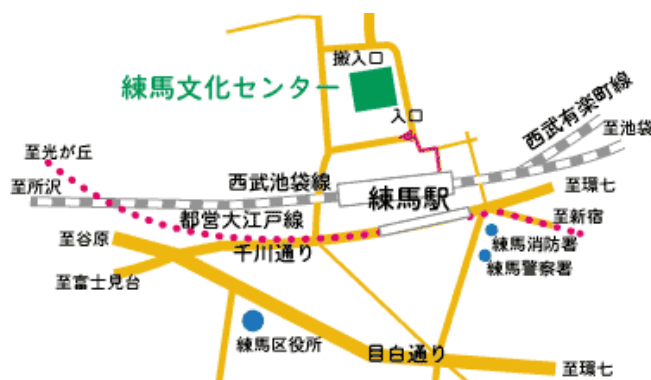 搬入口
練馬文化センター
入口
西武有楽町線
至池袋
至光が丘
至所沢
西武池袋線
練馬駅
至環七
都営大江戸線
至新宿
至谷原
千川通り
練馬消防署
練馬警察署
至富士見台
練馬区役所
目白通り
至環七